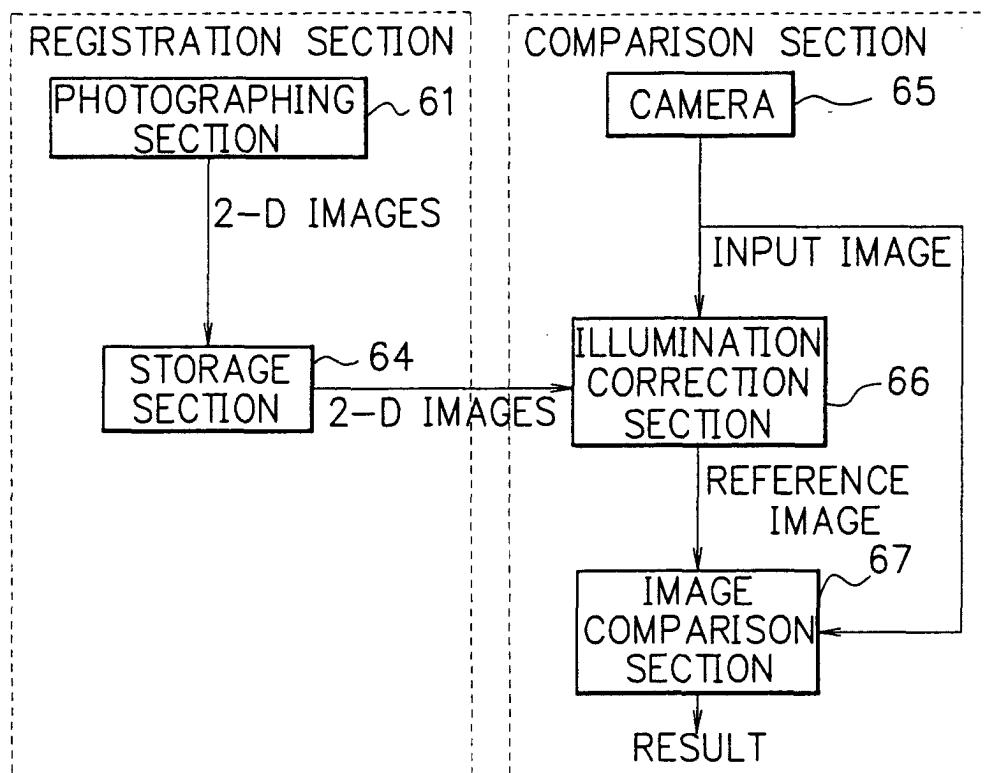 REGISTRATION SECTION
PHOTOGRAPHING
SECTION
61
2-D IMAGES
STORAGE
SECTION
64
2-D IMAGES
COMPARISON SECTION
CAMERA
65
INPUT IMAGE
ILLUMINATION
CORRECTION
SECTION
66
REFERENCE
IMAGE
67
IMAGE
COMPARISON
SECTION
RESULT